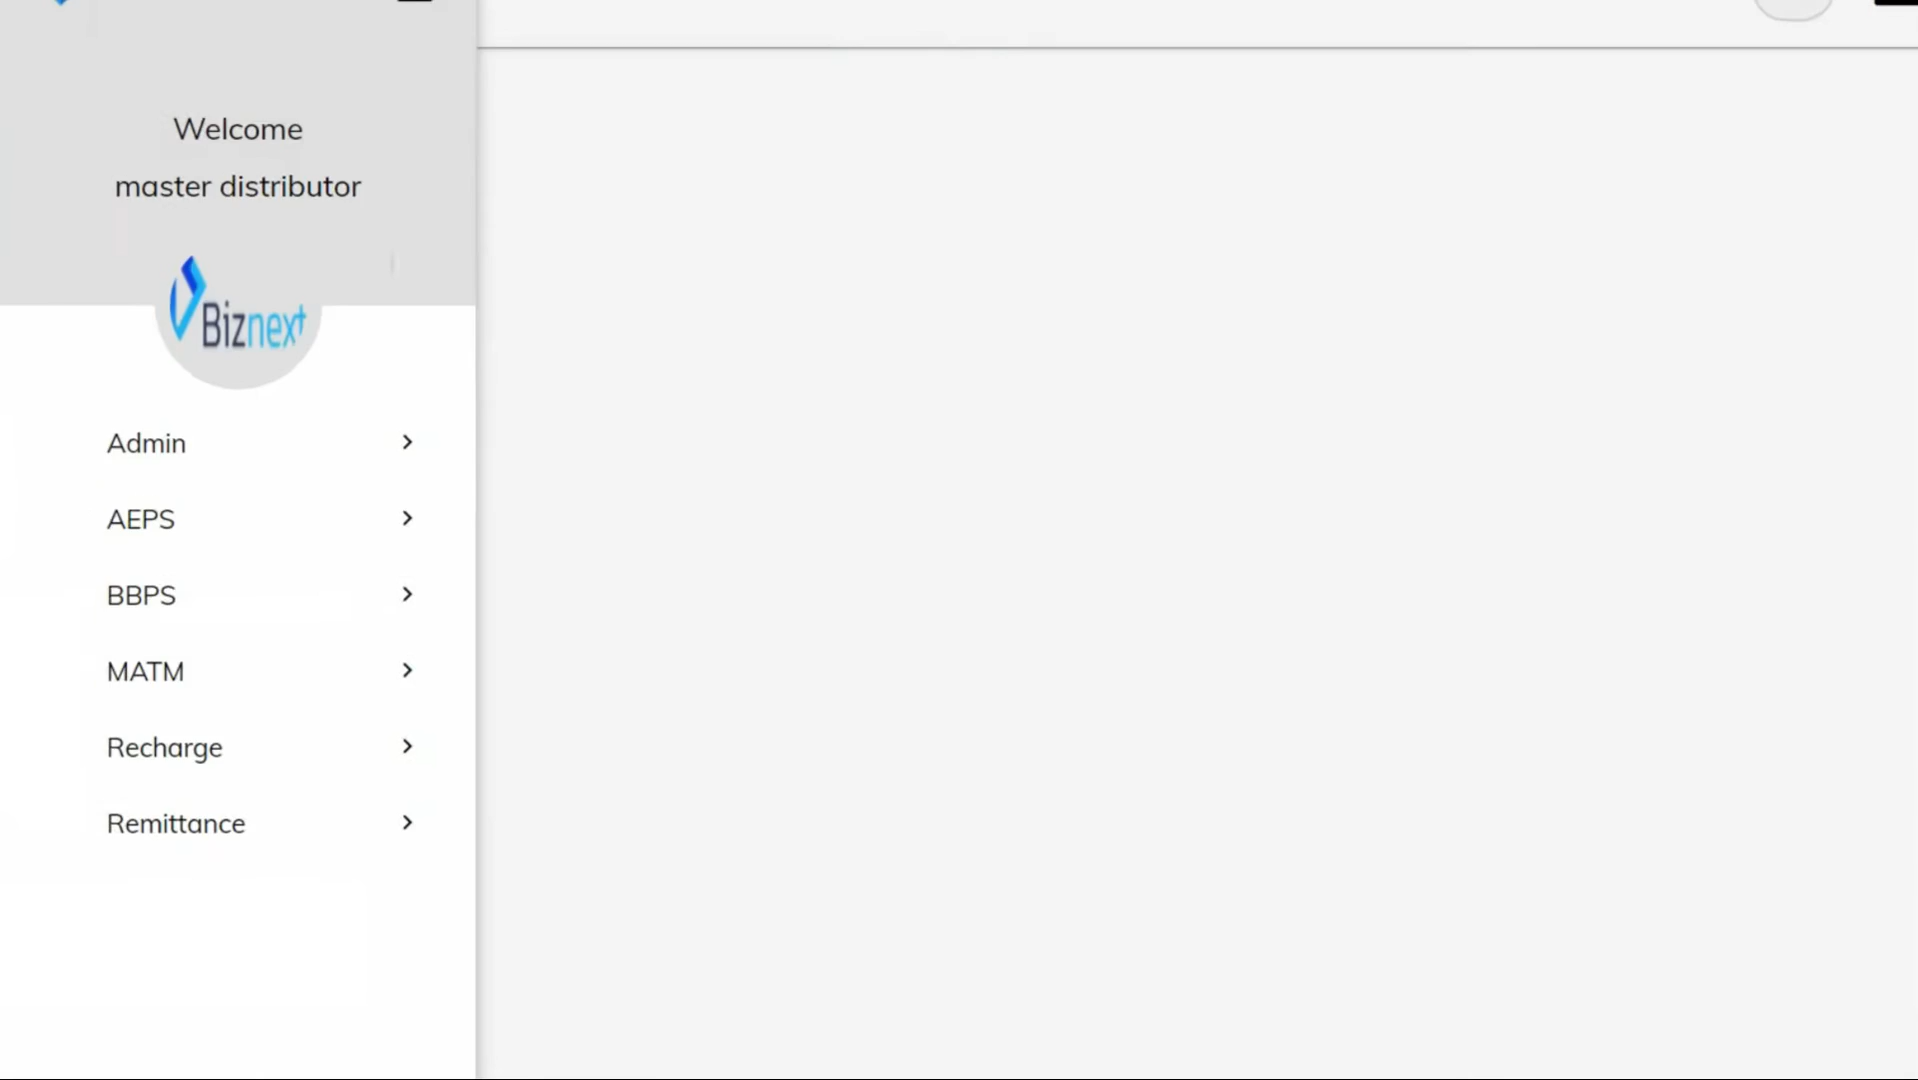 Welcome
master distributor
Biznext
Admin
AEPS
BBPS
MATM
Recharge
Remittance